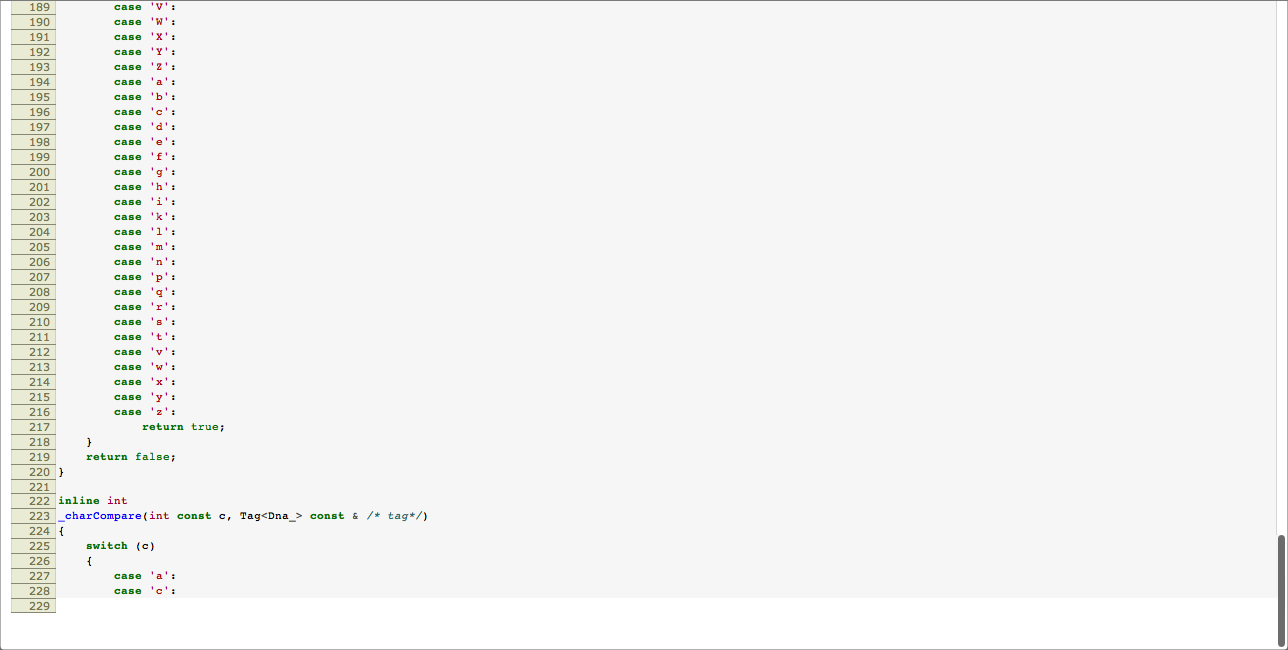 189 case 'V':
190 case 'W':
191 case 'X':
192 case 'Y':
193 case 'Z':
194 case 'a':
195 case 'b':
196 case 'c':
197 case 'd':
198 case 'e':
199 case 'f':
200 case 'g':
201 case 'h':
202 case 'i':
203 case 'k':
204 case 'l':
205 case 'm':
206 case 'n':
207 case 'p':
208 case 'q':
209 case 'r':
210 case 's':
211 case 't':
212 case 'v':
213 case 'w':
214 case 'x':
215 case 'y':
216 case 'z':
217 return true;
218 }
219 return false;
220 }
221
222 inline int
223 _charCompare(int const c, Tag<Dna_> const & /* tag*/)
224 {
225 switch (c)
226 {
227 case 'a':
228 case 'c':
229